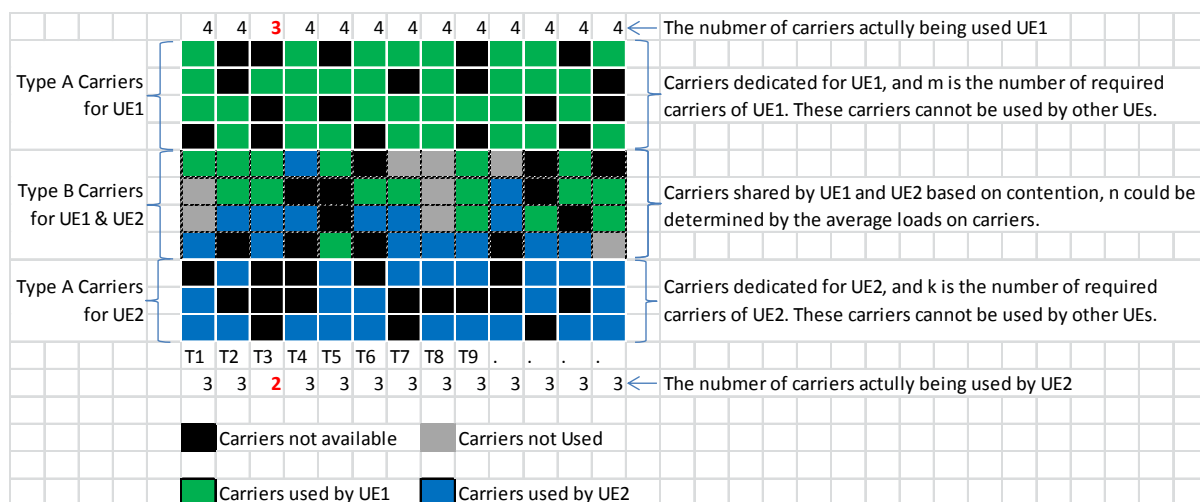 4 4 3 4 4 4 4 4 4 4 4 4 4
The nubmer of carriers actully being used UE1
Type A Carriers
for UE1
Carriers dedicated for UE1, and m is the number of required
carriers of UE1. These carriers cannot be used by other UEs.
Type B Carriers
for UE1 & UE2
Carriers shared by UE1 and UE2 based on contention, n could be
determined by the average loads on carriers.
Type A Carriers
for UE2
Carriers dedicated for UE2, and k is the number of required
carriers of UE2. These carriers cannot be used by other UEs.
T1 T2 T3 T4 T5 T6 T7 T8 T9 . . . .
3 3 2 3 3 3 3 3 3 3 3 3 3
The nubmer of carriers actully being used by UE2
Carriers not available
Carriers not Used
Carriers used by UE1
Carriers used by UE2